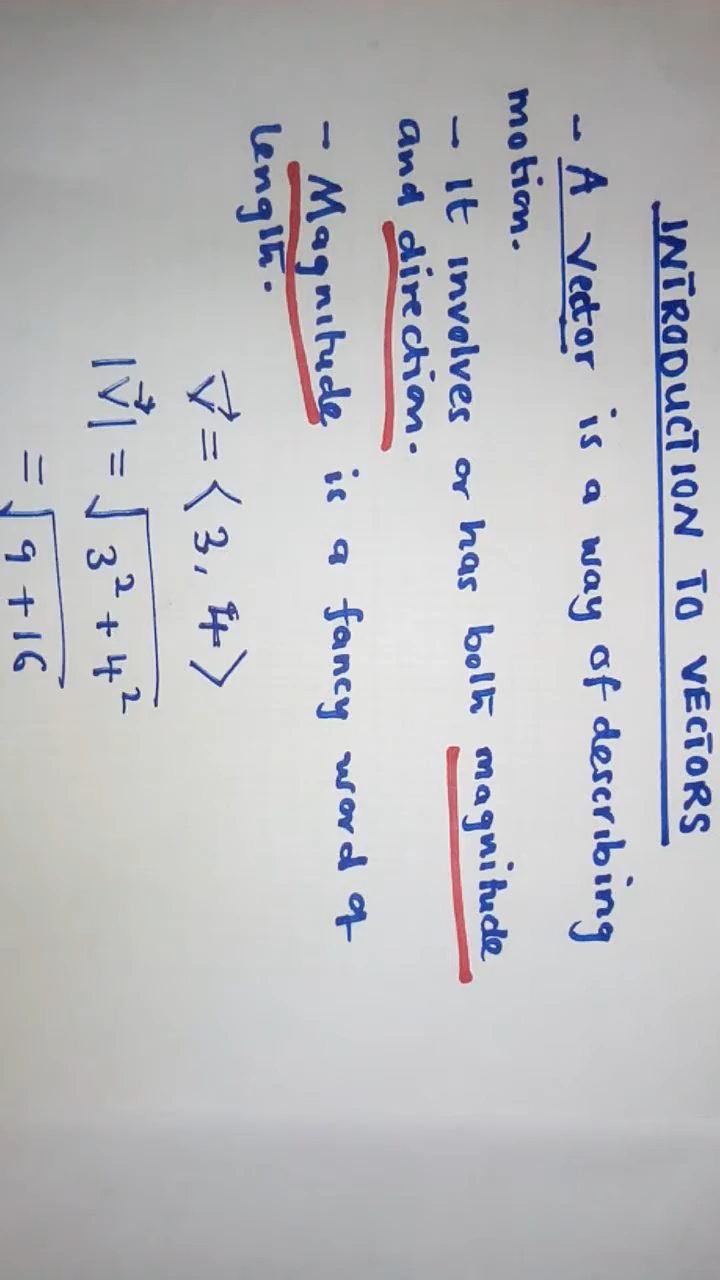 INTRODUCTION TO VECTORS
- A vector is a way of describing
motion.
- It involves or has both magnitude
and direction.
- Magnitude is a fancy word of
length.
v⃗ = ⟨3, 4⟩
|v⃗| = √(3² + 4²)
= √(9 + 16)